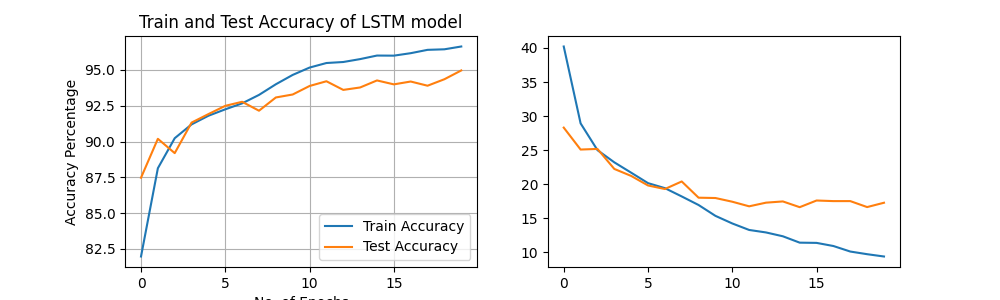 Train and Test Accuracy of LSTM model
Accuracy Percentage
95.0
92.5
90.0
87.5
85.0
82.5
Train Accuracy
Test Accuracy
0 5 10 15
No. of Epochs
40
35
30
25
20
15
10
0 5 10 15